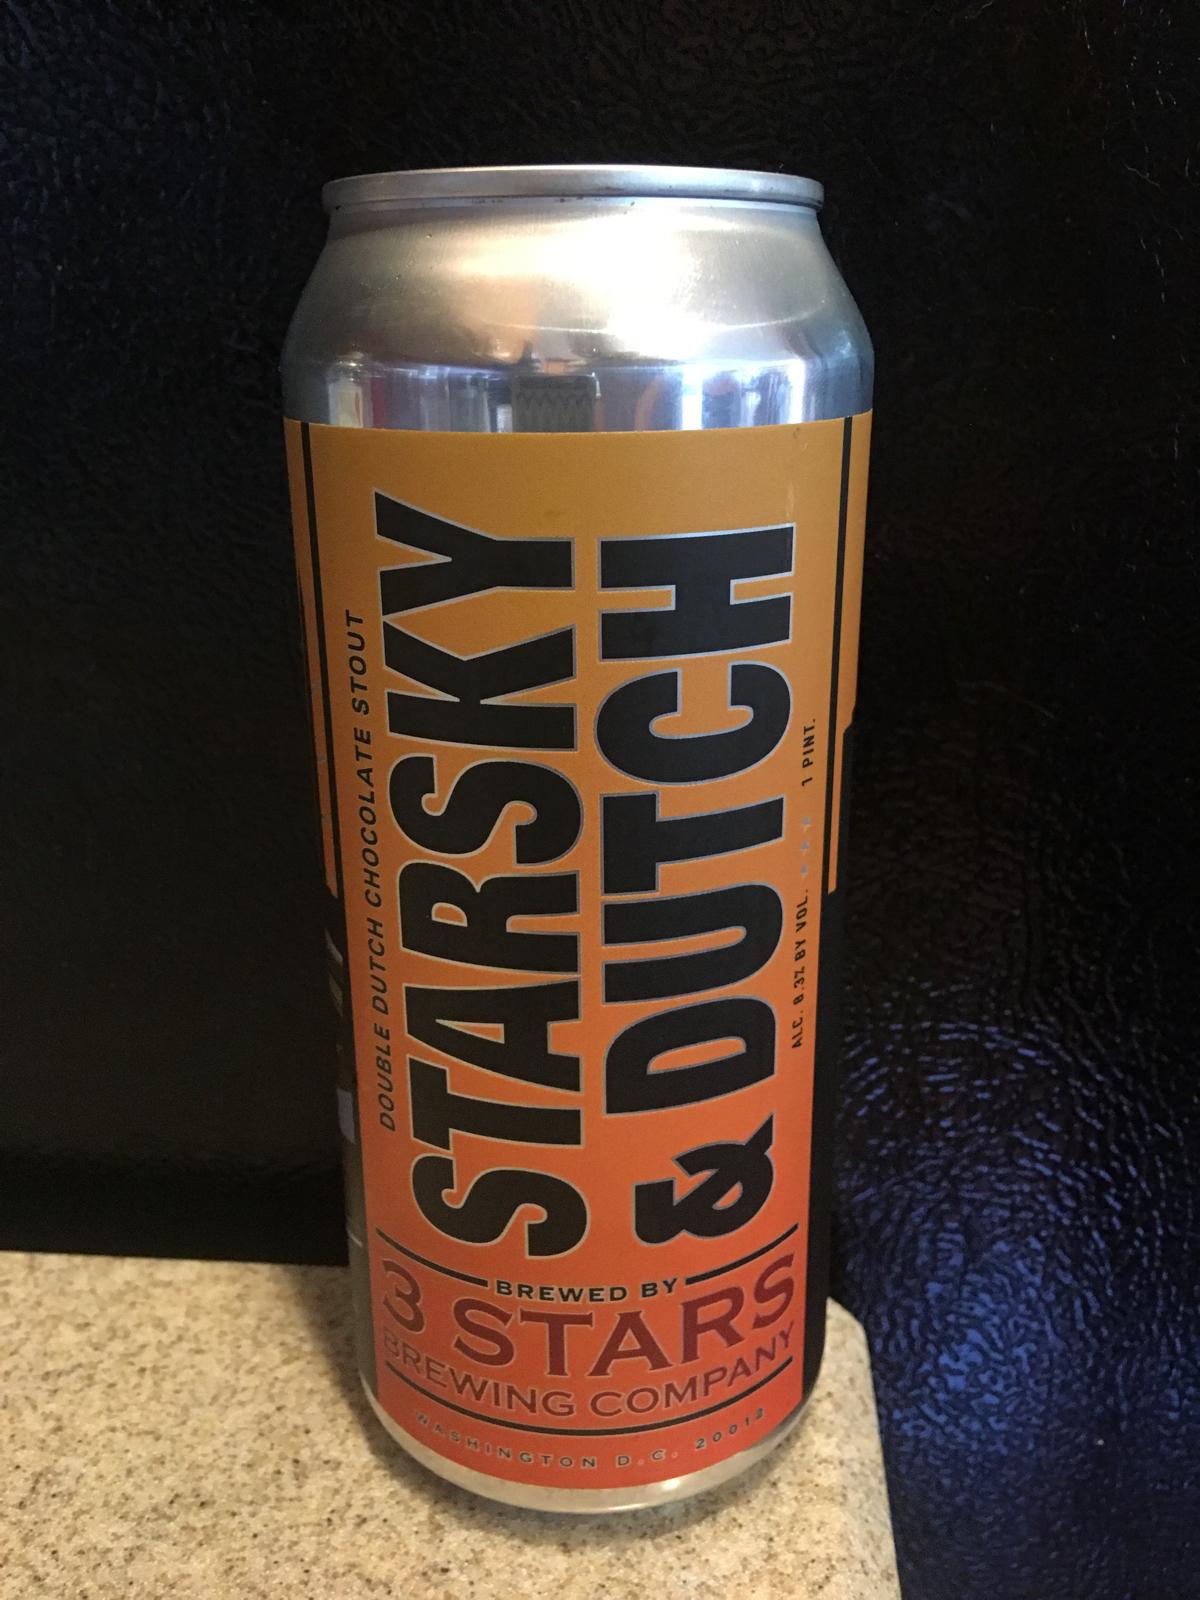 DOUBLE DUTCH CHOCOLATE STOUT
STARSKY
& DUTCH
ALC. 8.3% BY VOL. *** 1 PINT.
BREWED BY
3 STARS
BREWING COMPANY
WASHINGTON D.C. 20012